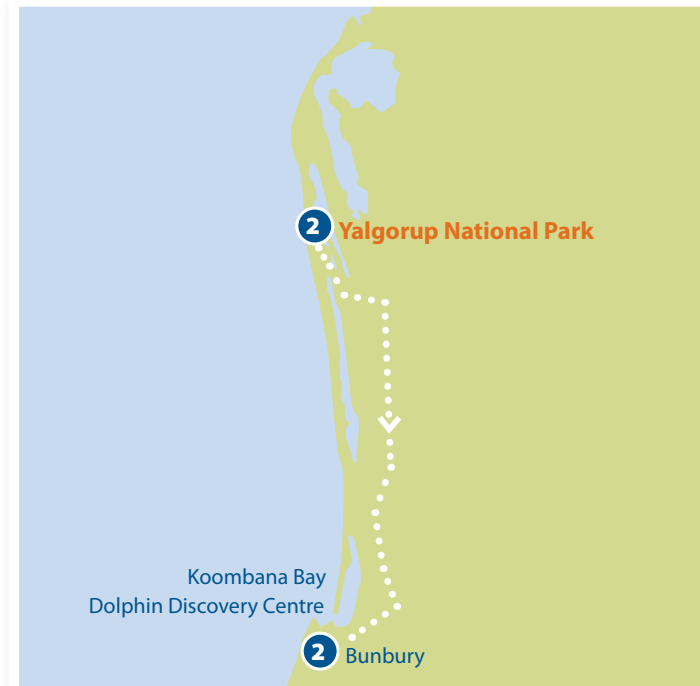 2 Yalgorup National Park
Koombana Bay
Dolphin Discovery Centre
2 Bunbury